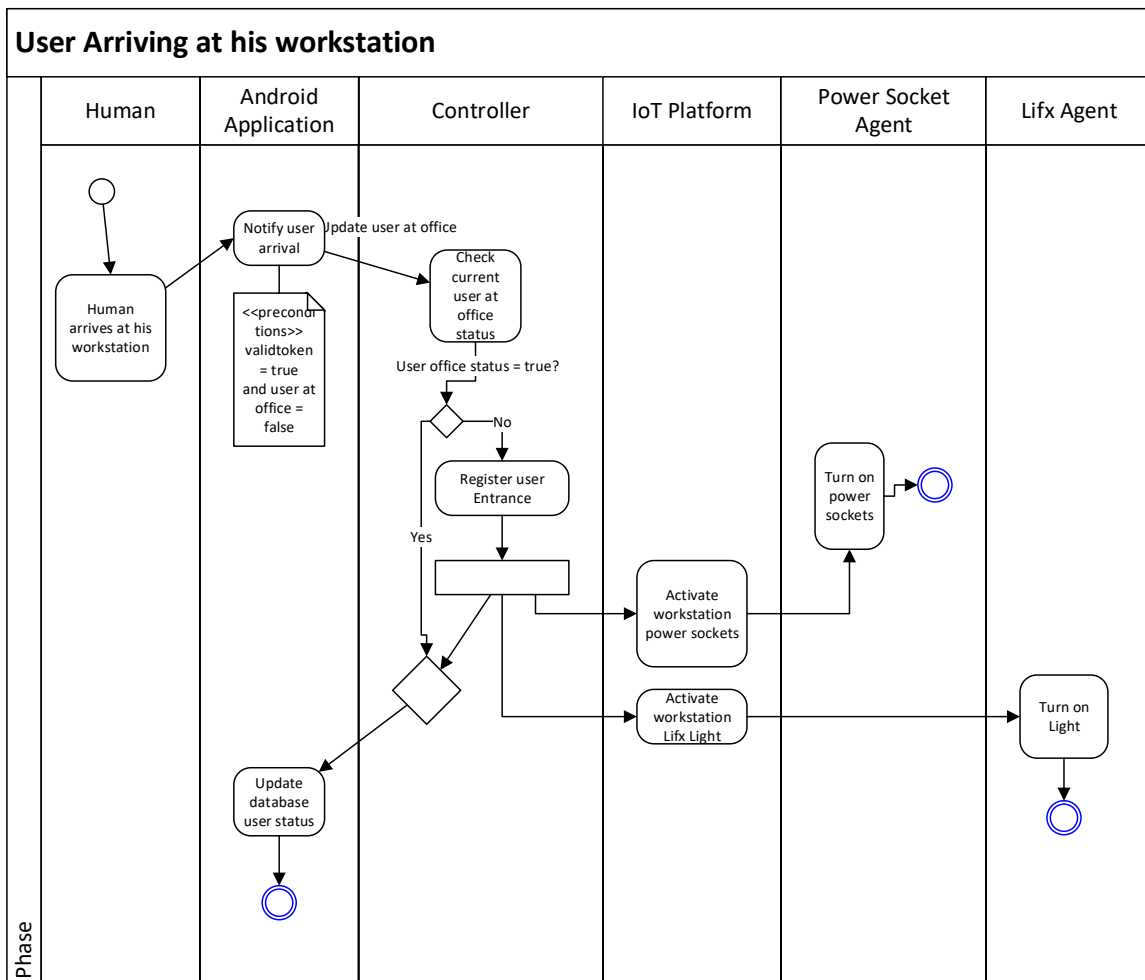 User Arriving at his workstation
Human
Android
Application
Controller
IoT Platform
Power Socket
Agent
Lifx Agent
Phase
Human
arrives at his
workstation
Notify user
arrival
Update user at office
<<precondi
tions>>
validtoken
= true
and user at
office =
false
Check
current
user at
office
status
User office status = true?
No
Yes
Register user
Entrance
Activate
workstation
power sockets
Turn on
power
sockets
Activate
workstation
Lifx Light
Turn on
Light
Update
database
user status